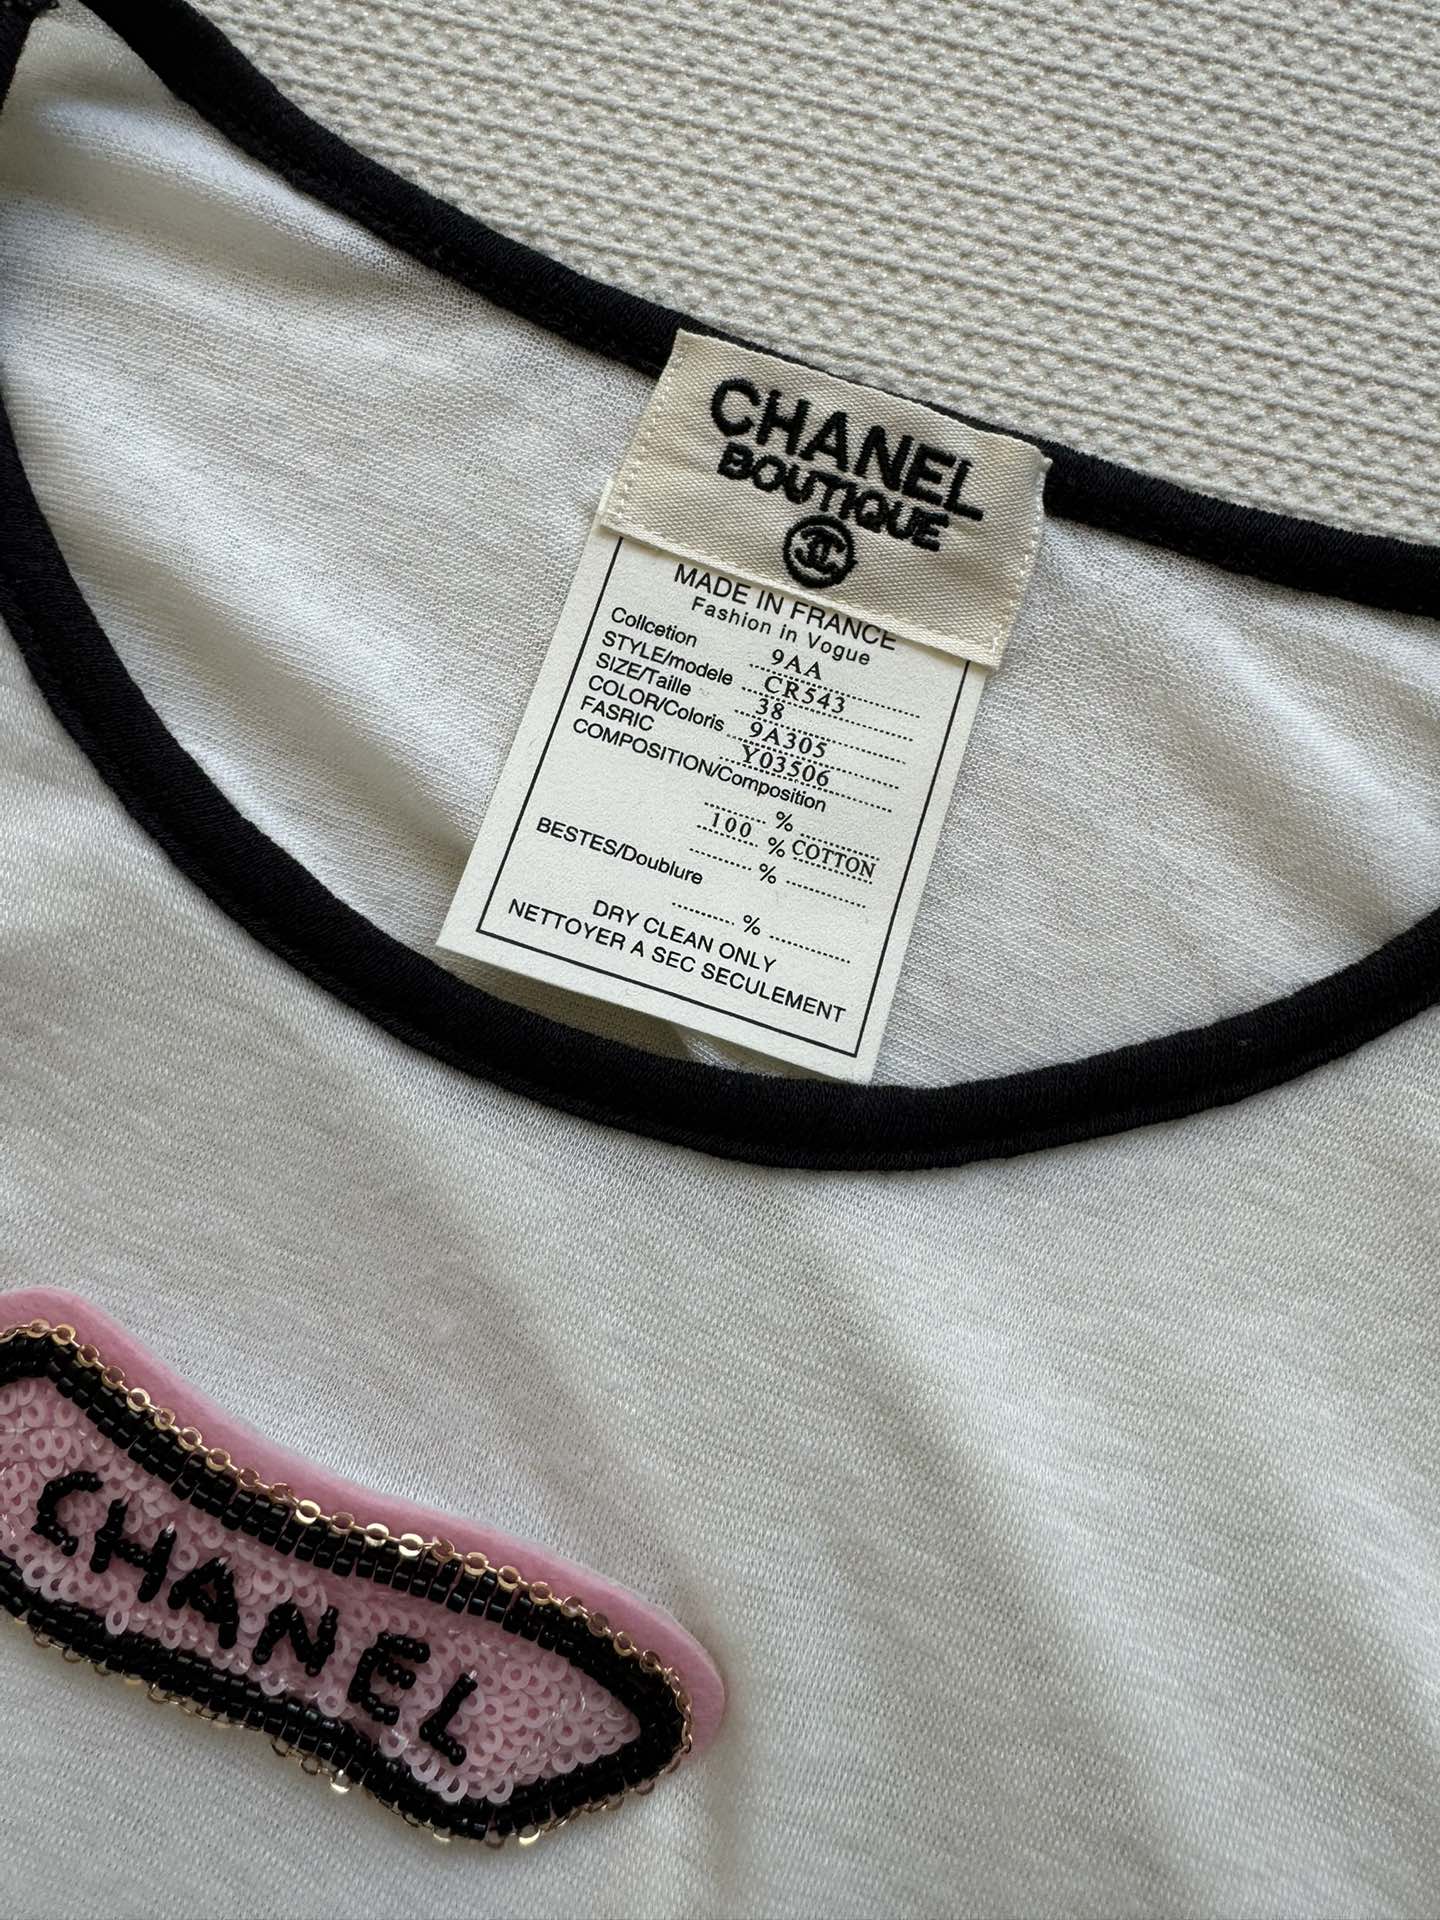 CHANEL
BOUTIQUE
MADE IN FRANCE
Fashion in Vogue
Collcetion 9AA
STYLE/modele CR543
SIZE/Taille 38
COLOR/Coloris 9A305
FASRIC Y03506
COMPOSITION/Composition
%
100 % COTTON
%
BESTES/Doublure
%
DRY CLEAN ONLY
NETTOYER A SEC SECULEMENT
CHANEL